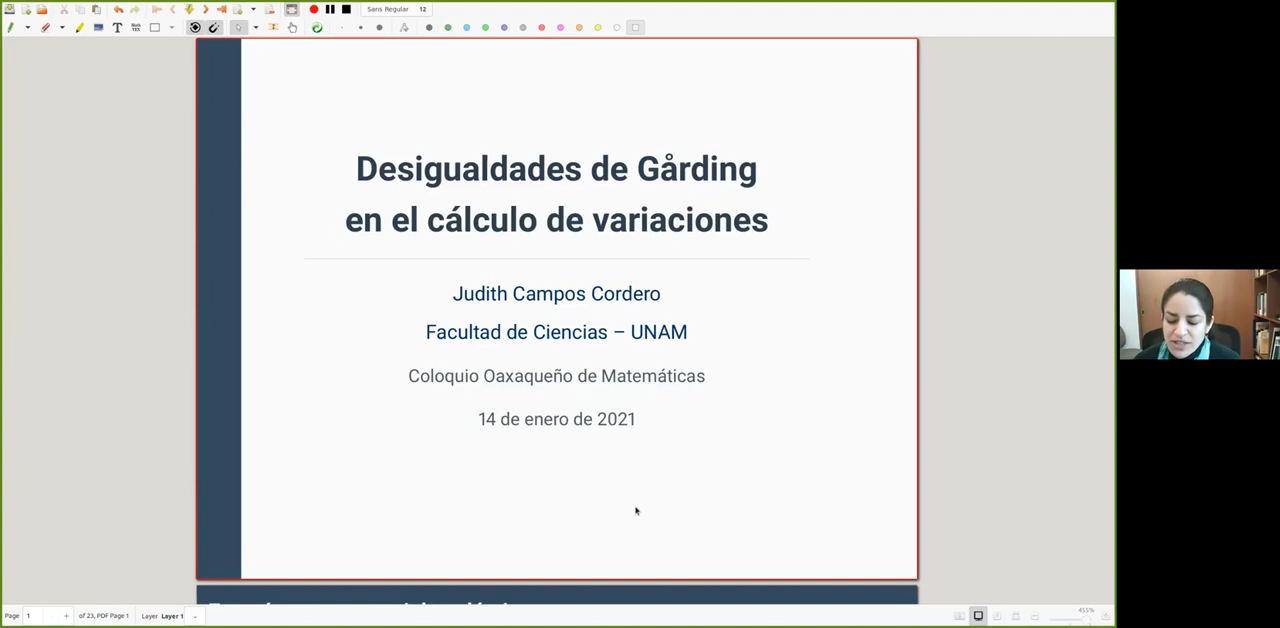 Sans Regular 12
T
Desigualdades de Gårding
en el cálculo de variaciones
Judith Campos Cordero
Facultad de Ciencias – UNAM
Coloquio Oaxaqueño de Matemáticas
14 de enero de 2021
Page 1 + of 23, PDF Page 1 Layer Layer 1
455%